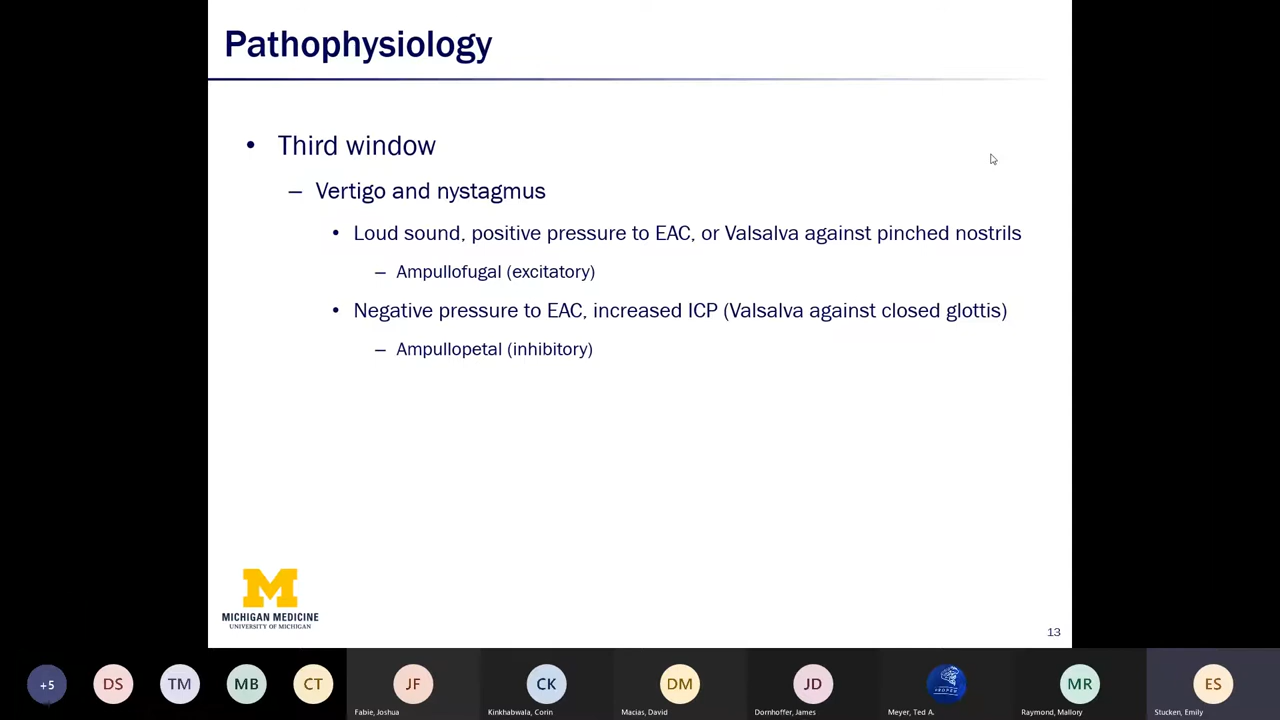 Pathophysiology
• Third window
– Vertigo and nystagmus
• Loud sound, positive pressure to EAC, or Valsalva against pinched nostrils
– Ampullofugal (excitatory)
• Negative pressure to EAC, increased ICP (Valsalva against closed glottis)
– Ampullopetal (inhibitory)
M
MICHIGAN MEDICINE
UNIVERSITY OF MICHIGAN
13
+5 DS TM MB CT JF CK DM JD MR ES
Fabie, Joshua Kinkhabwala, Corin Macias, David Dornhoffer, James Meyer, Ted A. Raymond, Mallory Stucken, Emily